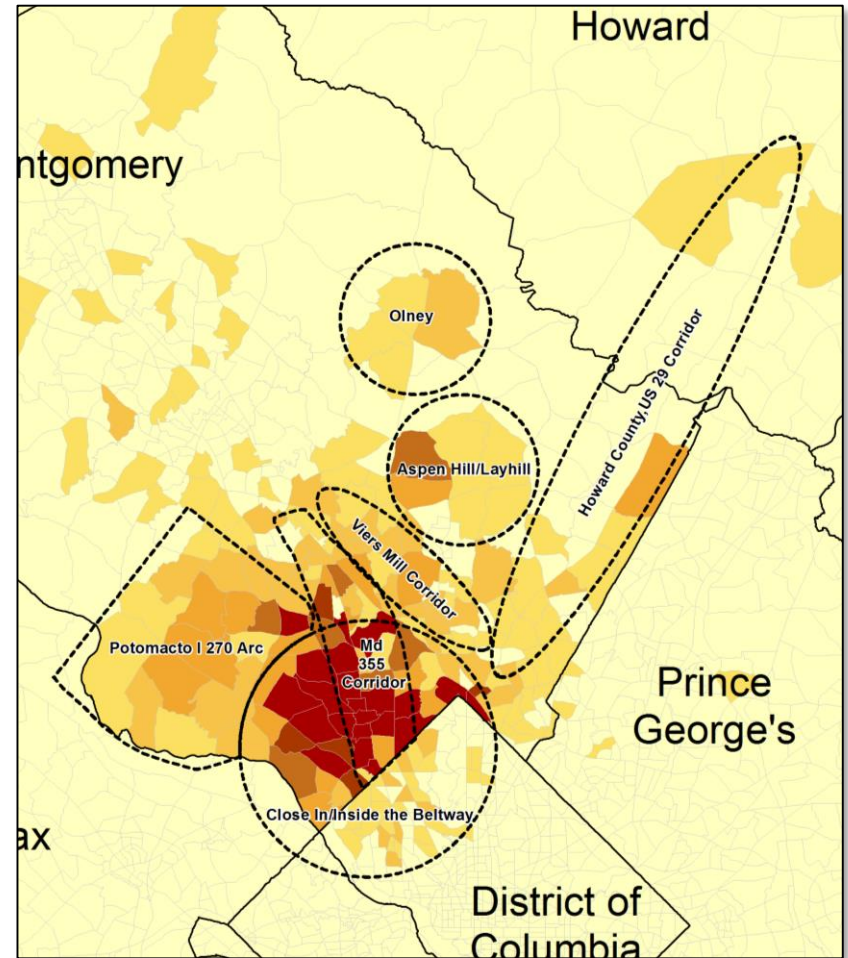 Howard
ntgomery
Olney
Howard County,US 29 Corridor
Aspen Hill/Layhill
Viers Mill Corridor
Potomacto I 270 Arc
Md
355
Corridor
Prince
George's
Close In/Inside the Beltway
ax
District of
Columbia